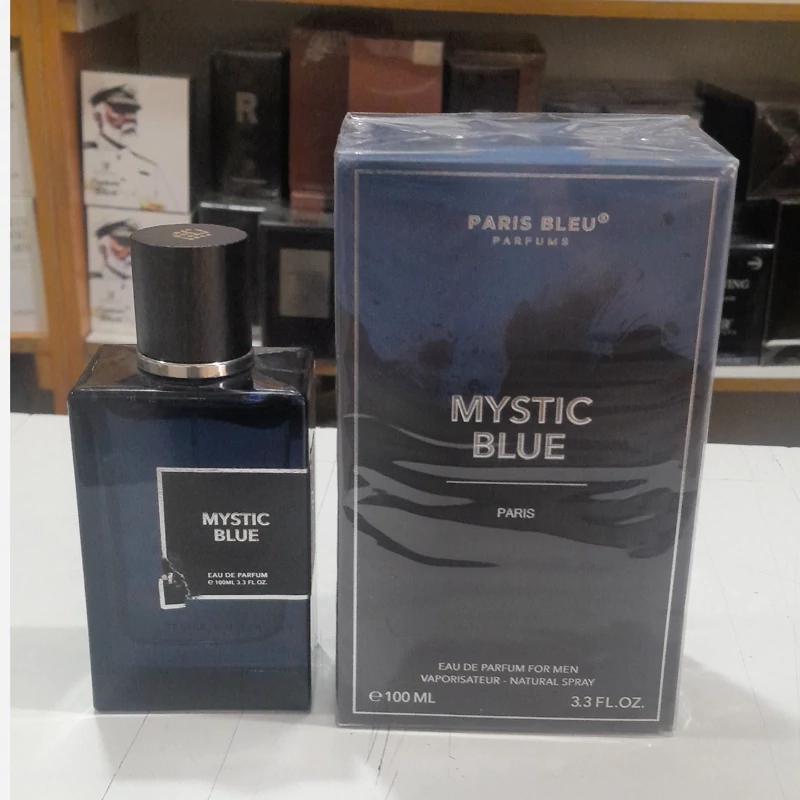 R
PARIS BLEU®
PARFUMS
MYSTIC
BLUE
PARIS
EAU DE PARFUM FOR MEN
VAPORISATEUR - NATURAL SPRAY
℮100 ML
3.3 FL.OZ.
MYSTIC
BLUE
EAU DE PARFUM
℮ 100ML 3.3 FL.OZ.